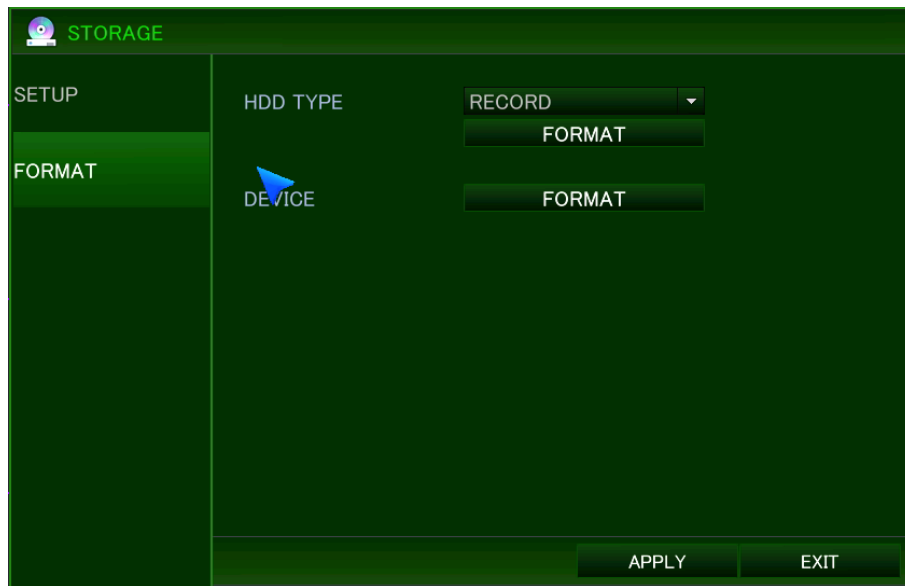 STORAGE
SETUP
HDD TYPE RECORD
FORMAT
FORMAT
DEVICE FORMAT
APPLY EXIT